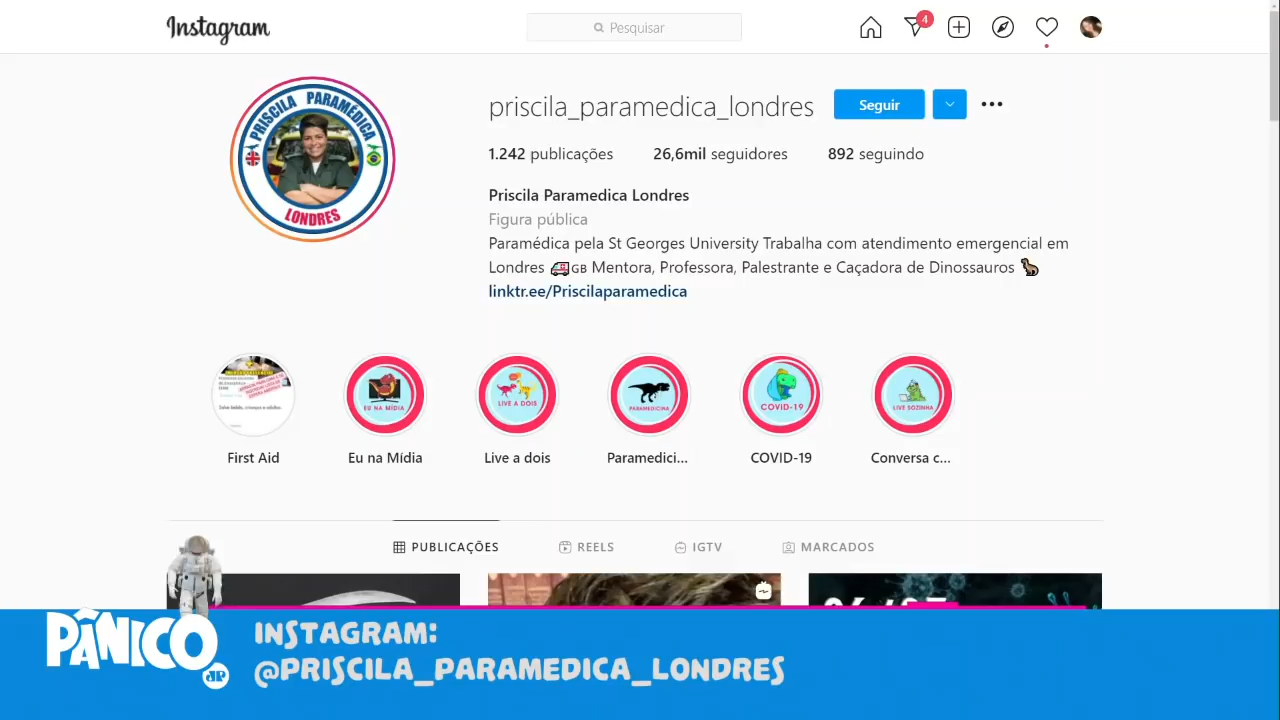 Instagram
Pesquisar
4
priscila_paramedica_londres
Seguir
1.242 publicações
26,6mil seguidores
892 seguindo
PRISCILA PARAMÉDICA
LONDRES
Priscila Paramedica Londres
Figura pública
Paramédica pela St Georges University Trabalha com atendimento emergencial em
Londres 🚑GB Mentora, Professora, Palestrante e Caçadora de Dinossauros 🦕
linktr.ee/Priscilaparamedica
EU NA MÍDIA
LIVE A DOIS
PARAMEDICINA
COVID-19
LIVE SOZINHA
First Aid
Eu na Mídia
Live a dois
Paramedici...
COVID-19
Conversa c...
PUBLICAÇÕES
REELS
IGTV
MARCADOS
PÂNICO
JP
INSTAGRAM:
@PRISCILA_PARAMEDICA_LONDRES